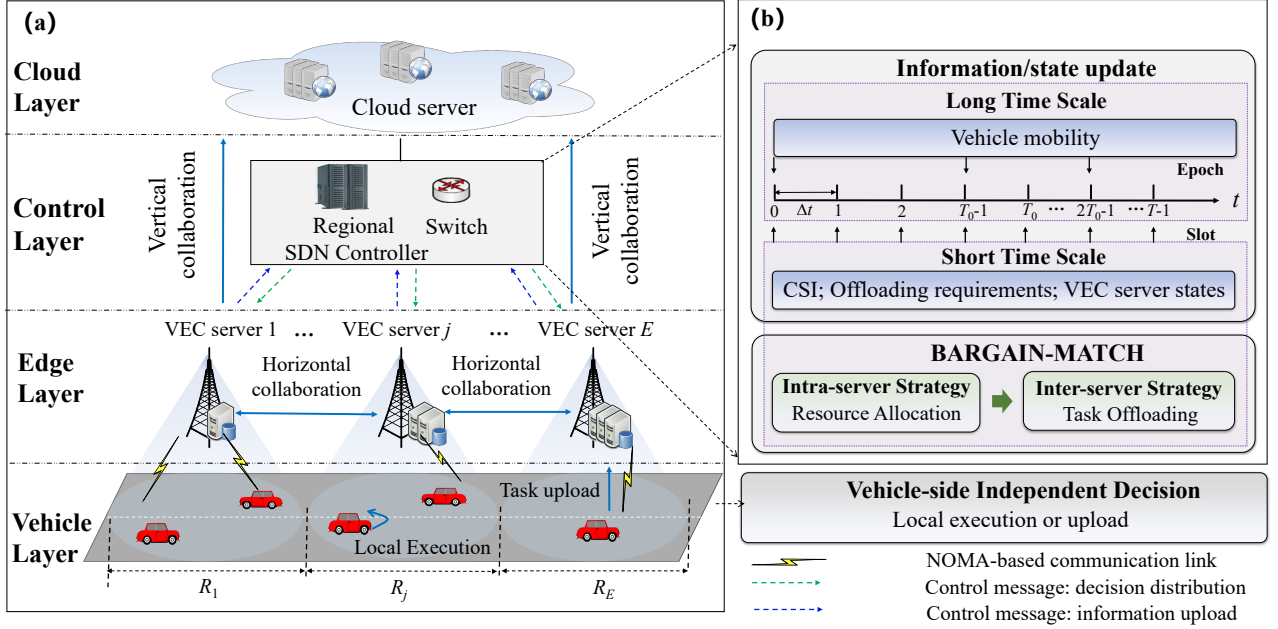 (a)
Cloud
Layer
Cloud server
Control
Layer
Vertical
collaboration
Regional
SDN Controller
Switch
Vertical
collaboration
Edge
Layer
VEC server 1 ... VEC server j ... VEC server E
Horizontal
collaboration
Horizontal
collaboration
Vehicle
Layer
Task upload
Local Execution
R1 Rj RE
(b)
Information/state update
Long Time Scale
Vehicle mobility
Epoch
0 Δt 1 2 T0-1 T0 ... 2T0-1 ... T-1 t
Slot
Short Time Scale
CSI; Offloading requirements; VEC server states
BARGAIN-MATCH
Intra-server Strategy
Resource Allocation
Inter-server Strategy
Task Offloading
Vehicle-side Independent Decision
Local execution or upload
NOMA-based communication link
Control message: decision distribution
Control message: information upload